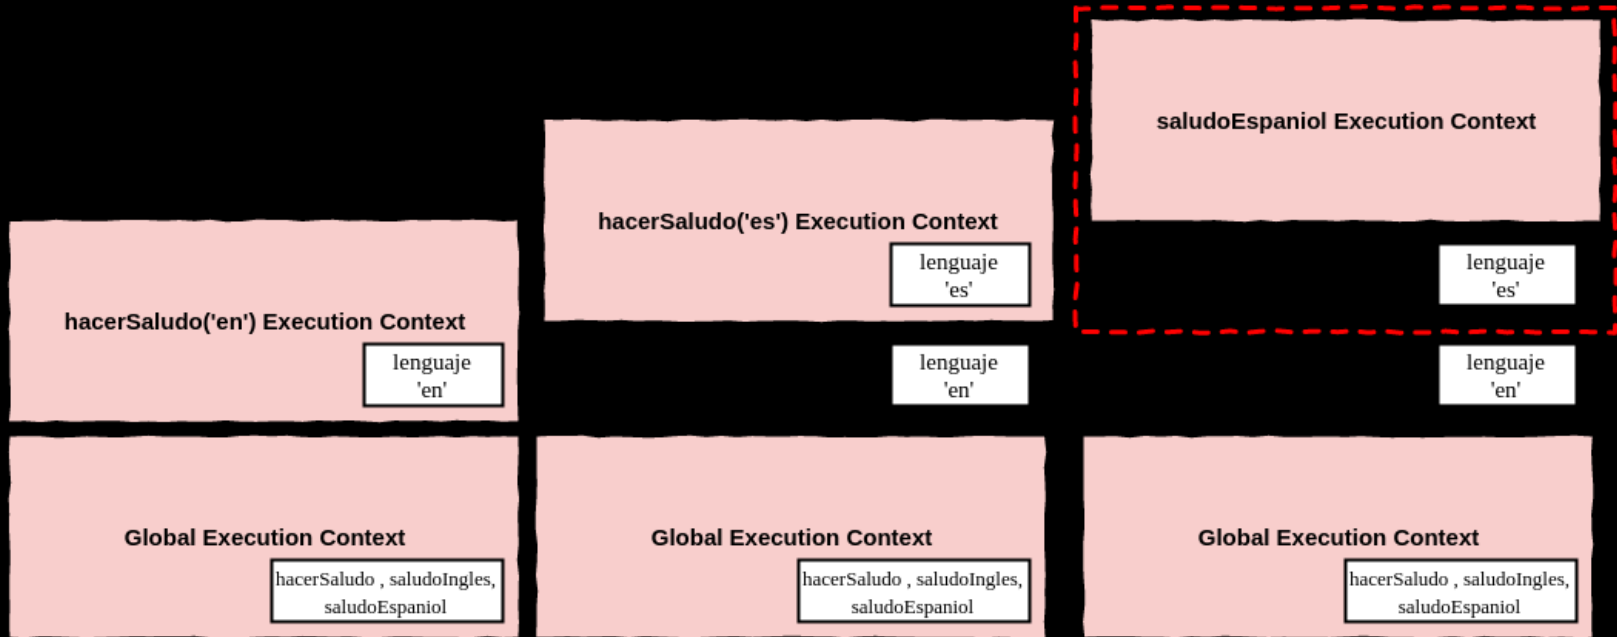 saludoEspaniol Execution Context
hacerSaludo('es') Execution Context
lenguaje
'es'
lenguaje
'es'
hacerSaludo('en') Execution Context
lenguaje
'en'
lenguaje
'en'
lenguaje
'en'
Global Execution Context
hacerSaludo , saludoIngles,
saludoEspaniol
Global Execution Context
hacerSaludo , saludoIngles,
saludoEspaniol
Global Execution Context
hacerSaludo , saludoIngles,
saludoEspaniol